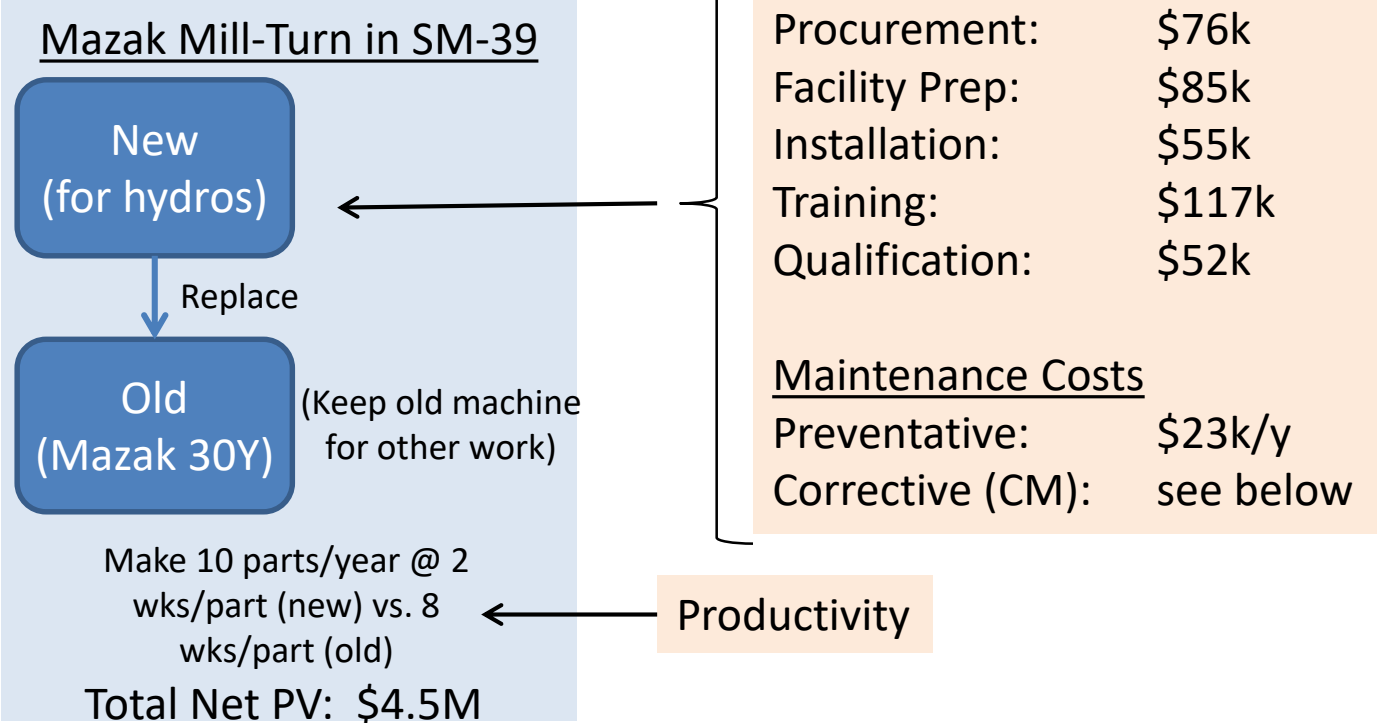 Mazak Mill-Turn in SM-39
New
(for hydros)
Replace
Old
(Mazak 30Y)
(Keep old machine
for other work)
Make 10 parts/year @ 2
wks/part (new) vs. 8
wks/part (old)
Total Net PV: $4.5M
Procurement: $76k
Facility Prep: $85k
Installation: $55k
Training: $117k
Qualification: $52k
Maintenance Costs
Preventative: $23k/y
Corrective (CM): see below
Productivity